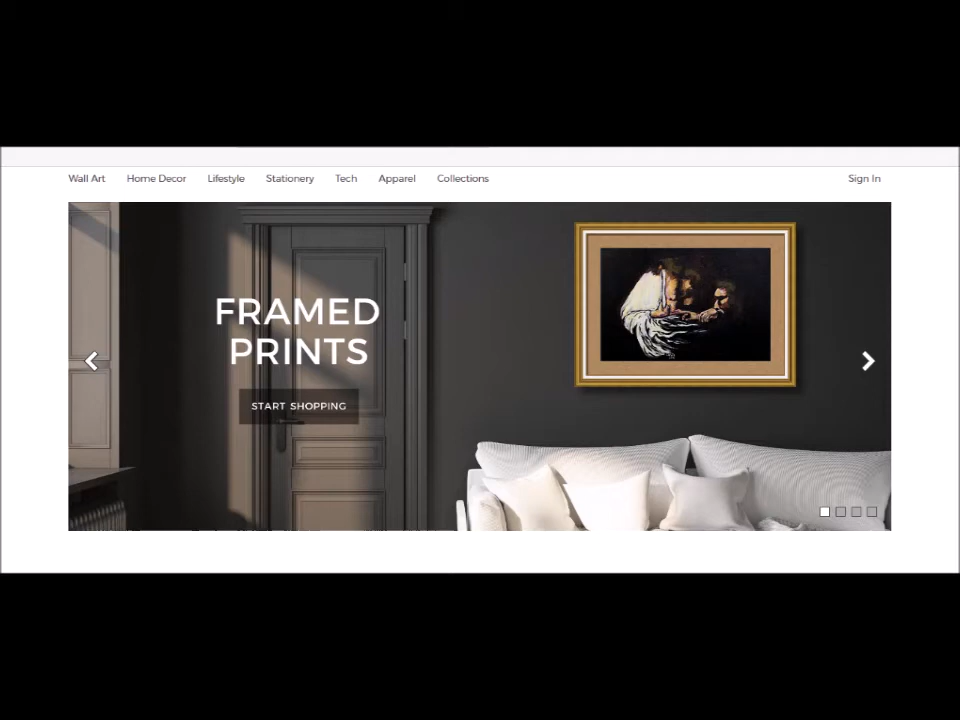 Wall Art Home Decor Lifestyle Stationery Tech Apparel Collections Sign In
FRAMED
PRINTS
START SHOPPING